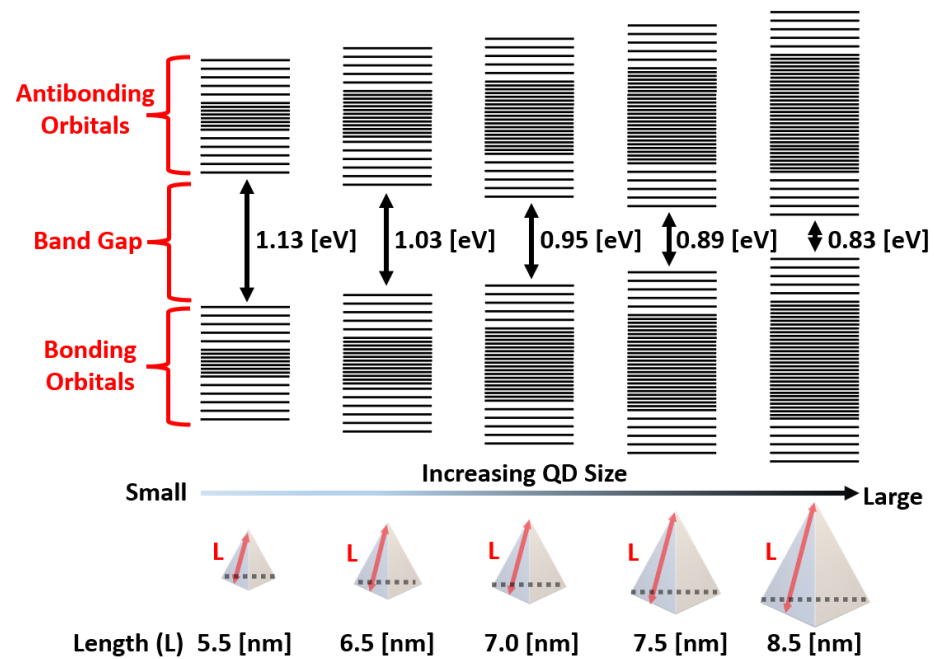 Antibonding
Orbitals
Band Gap
1.13 [eV]
1.03 [eV]
0.95 [eV]
0.89 [eV]
0.83 [eV]
Bonding
Orbitals
Increasing QD Size
Small
Large
L
L
L
L
L
Length (L) 5.5 [nm] 6.5 [nm] 7.0 [nm] 7.5 [nm] 8.5 [nm]